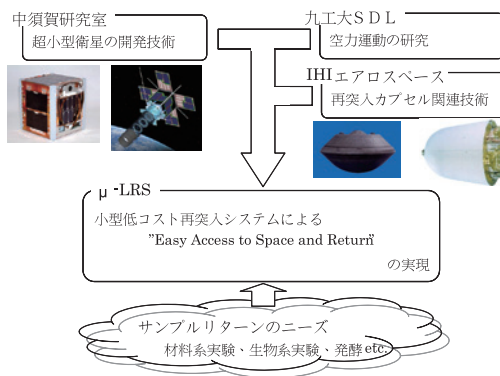 中須賀研究室
超小型衛星の開発技術
九工大ＳＤＬ
空力運動の研究
IHIエアロスペース
再突入カプセル関連技術
μ-LRS
小型低コスト再突入システムによる
”Easy Access to Space and Return”
の実現
サンプルリターンのニーズ
材料系実験、生物系実験、発酵etc.